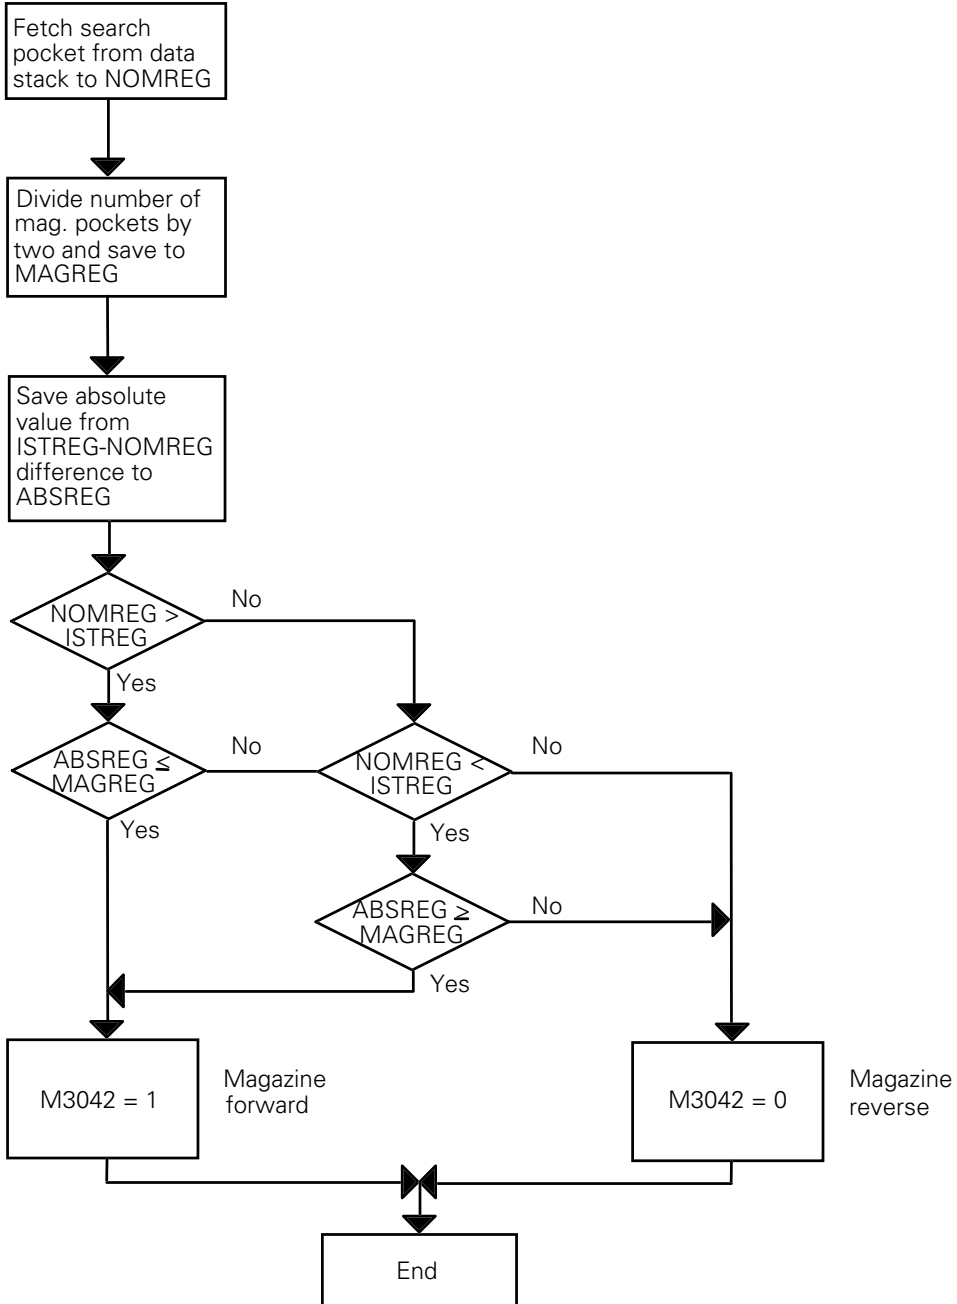 Fetch search
pocket from data
stack to NOMREG
Divide number of
mag. pockets by
two and save to
MAGREG
Save absolute
value from
ISTREG-NOMREG
difference to
ABSREG
NOMREG >
ISTREG
No
Yes
ABSREG ≤
MAGREG
No
NOMREG <
ISTREG
No
Yes
Yes
ABSREG ≥
MAGREG
No
Yes
M3042 = 1
Magazine
forward
M3042 = 0
Magazine
reverse
End